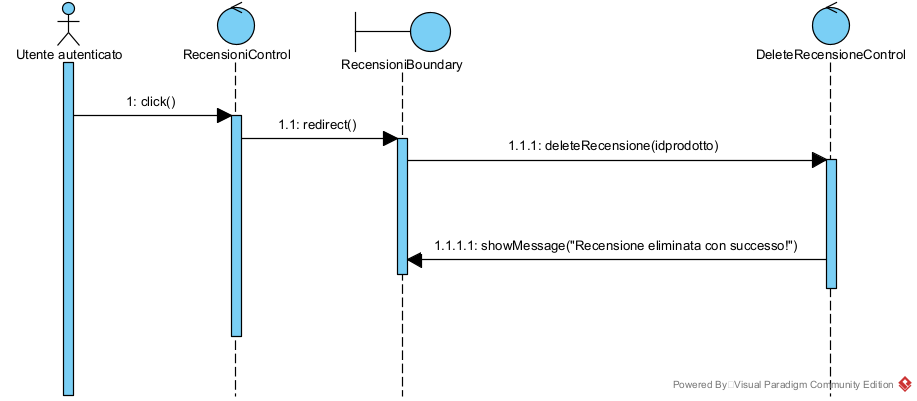 Utente autenticato
RecensioniControl
RecensioniBoundary
DeleteRecensioneControl
1: click()
1.1: redirect()
1.1.1: deleteRecensione(idprodotto)
1.1.1.1: showMessage("Recensione eliminata con successo!")
Powered By Visual Paradigm Community Edition